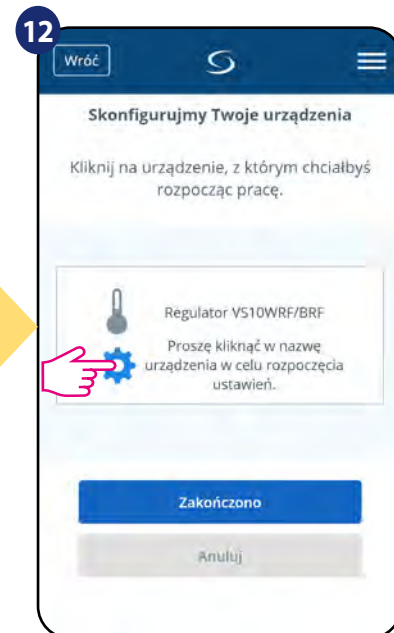 12
Wróć
Skonfigurujmy Twoje urządzenia
Kliknij na urządzenie, z którym chciałbyś
rozpocząc pracę.
Regulator VS10WRF/BRF
Proszę kliknąć w nazwę
urządzenia w celu rozpoczęcia
ustawień.
Zakończono
Anuluj